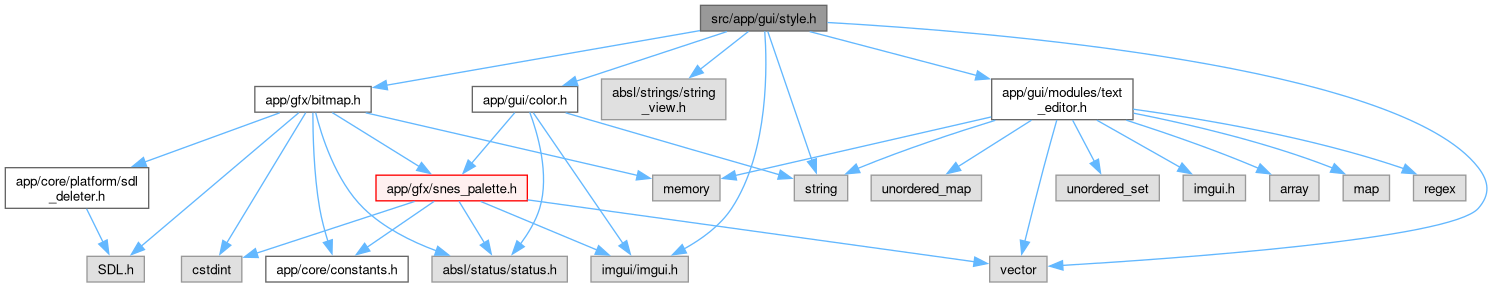 src/app/gui/style.h
app/gfx/bitmap.h
app/gui/color.h
absl/strings/string
_view.h
app/gui/modules/text
_editor.h
app/core/platform/sdl
_deleter.h
app/gfx/snes_palette.h
memory
string
unordered_map
unordered_set
imgui.h
array
map
regex
SDL.h
cstdint
app/core/constants.h
absl/status/status.h
imgui/imgui.h
vector